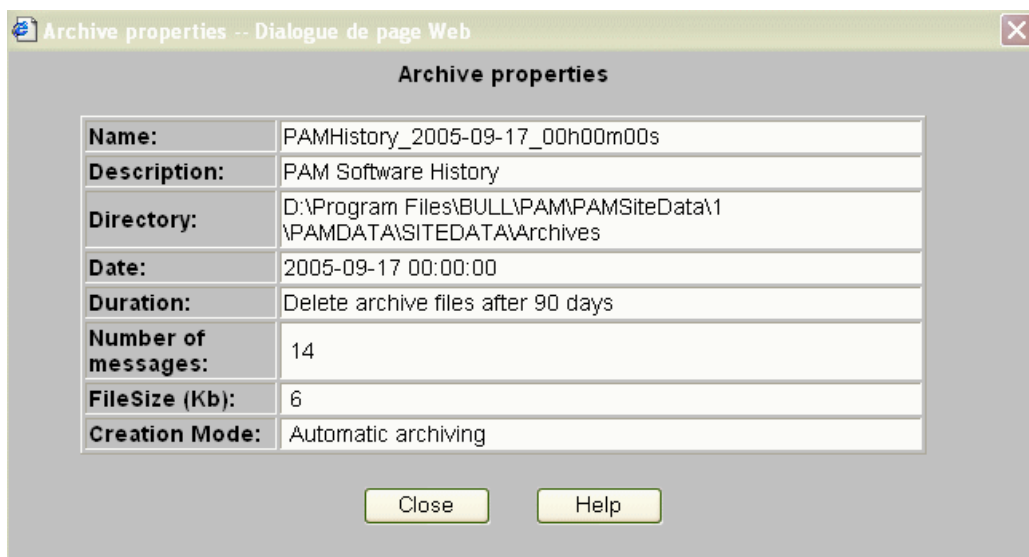 Archive properties -- Dialogue de page Web
Archive properties
Name: PAMHistory_2005-09-17_00h00m00s
Description: PAM Software History
Directory: D:\Program Files\BULL\PAM\PAMSiteData\1
\PAMDATA\SITEDATA\Archives
Date: 2005-09-17 00:00:00
Duration: Delete archive files after 90 days
Number of
messages: 14
FileSize (Kb): 6
Creation Mode: Automatic archiving
Close Help